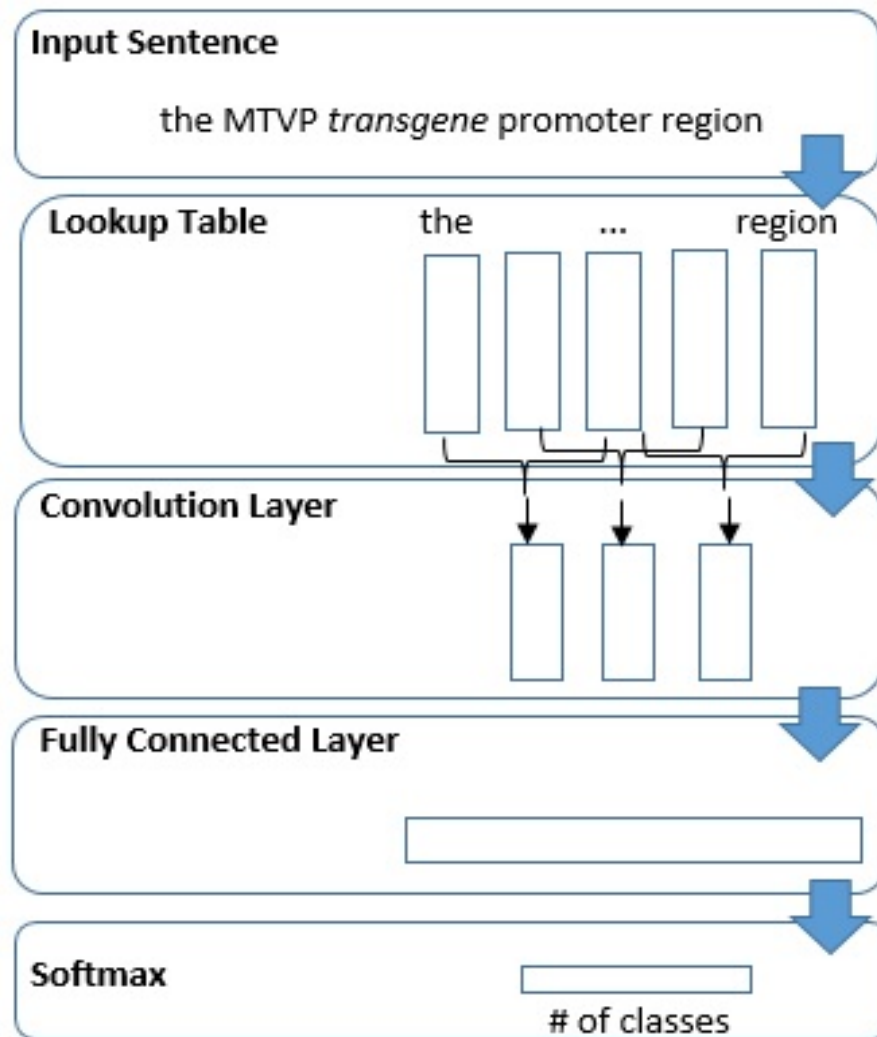 Input Sentence
the MTVP transgene promoter region
Lookup Table the ... region
Convolution Layer
Fully Connected Layer
Softmax
# of classes